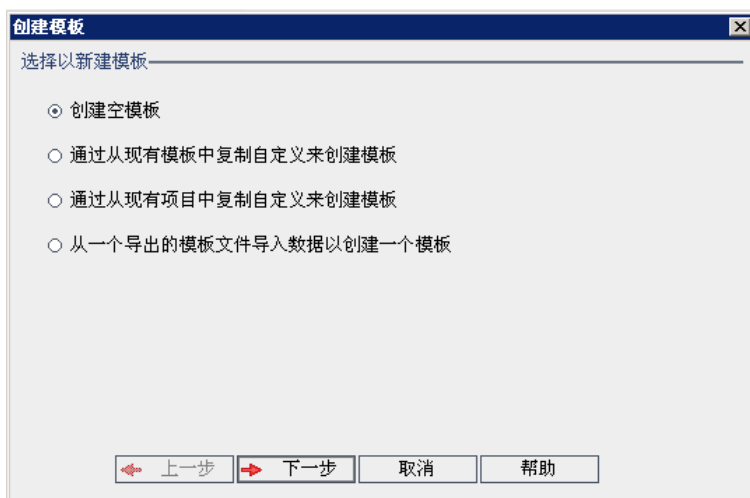 创建模板
选择以新建模板
创建空模板
通过从现有模板中复制自定义来创建模板
通过从现有项目中复制自定义来创建模板
从一个导出的模板文件导入数据以创建一个模板
上一步 下一步 取消 帮助